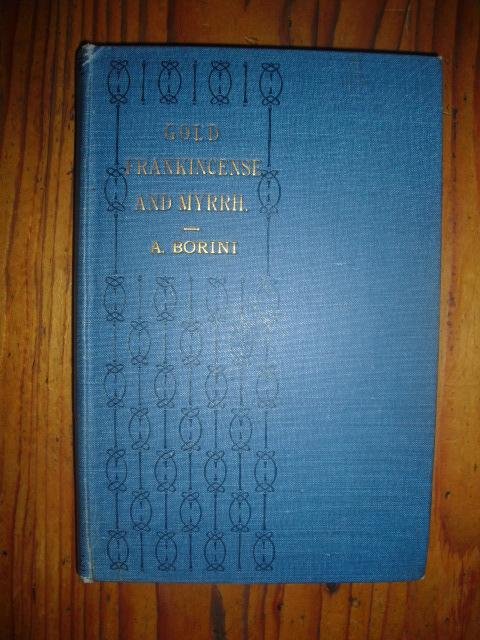 GOLD
FRANKINCENSE
AND MYRRH.
A. BORINI